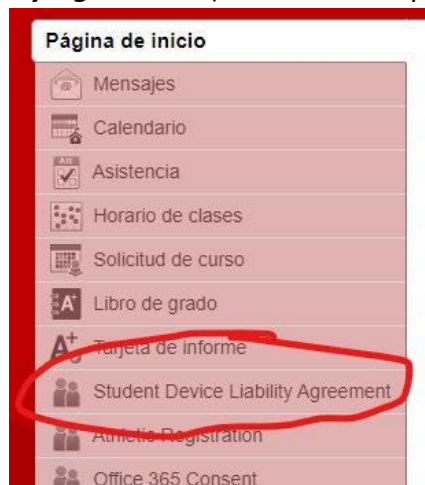 Página de inicio
Mensajes
Calendario
Asistencia
Horario de clases
Solicitud de curso
Libro de grado
Tarjeta de informe
Student Device Liability Agreement
Athletic Registration
Office 365 Consent